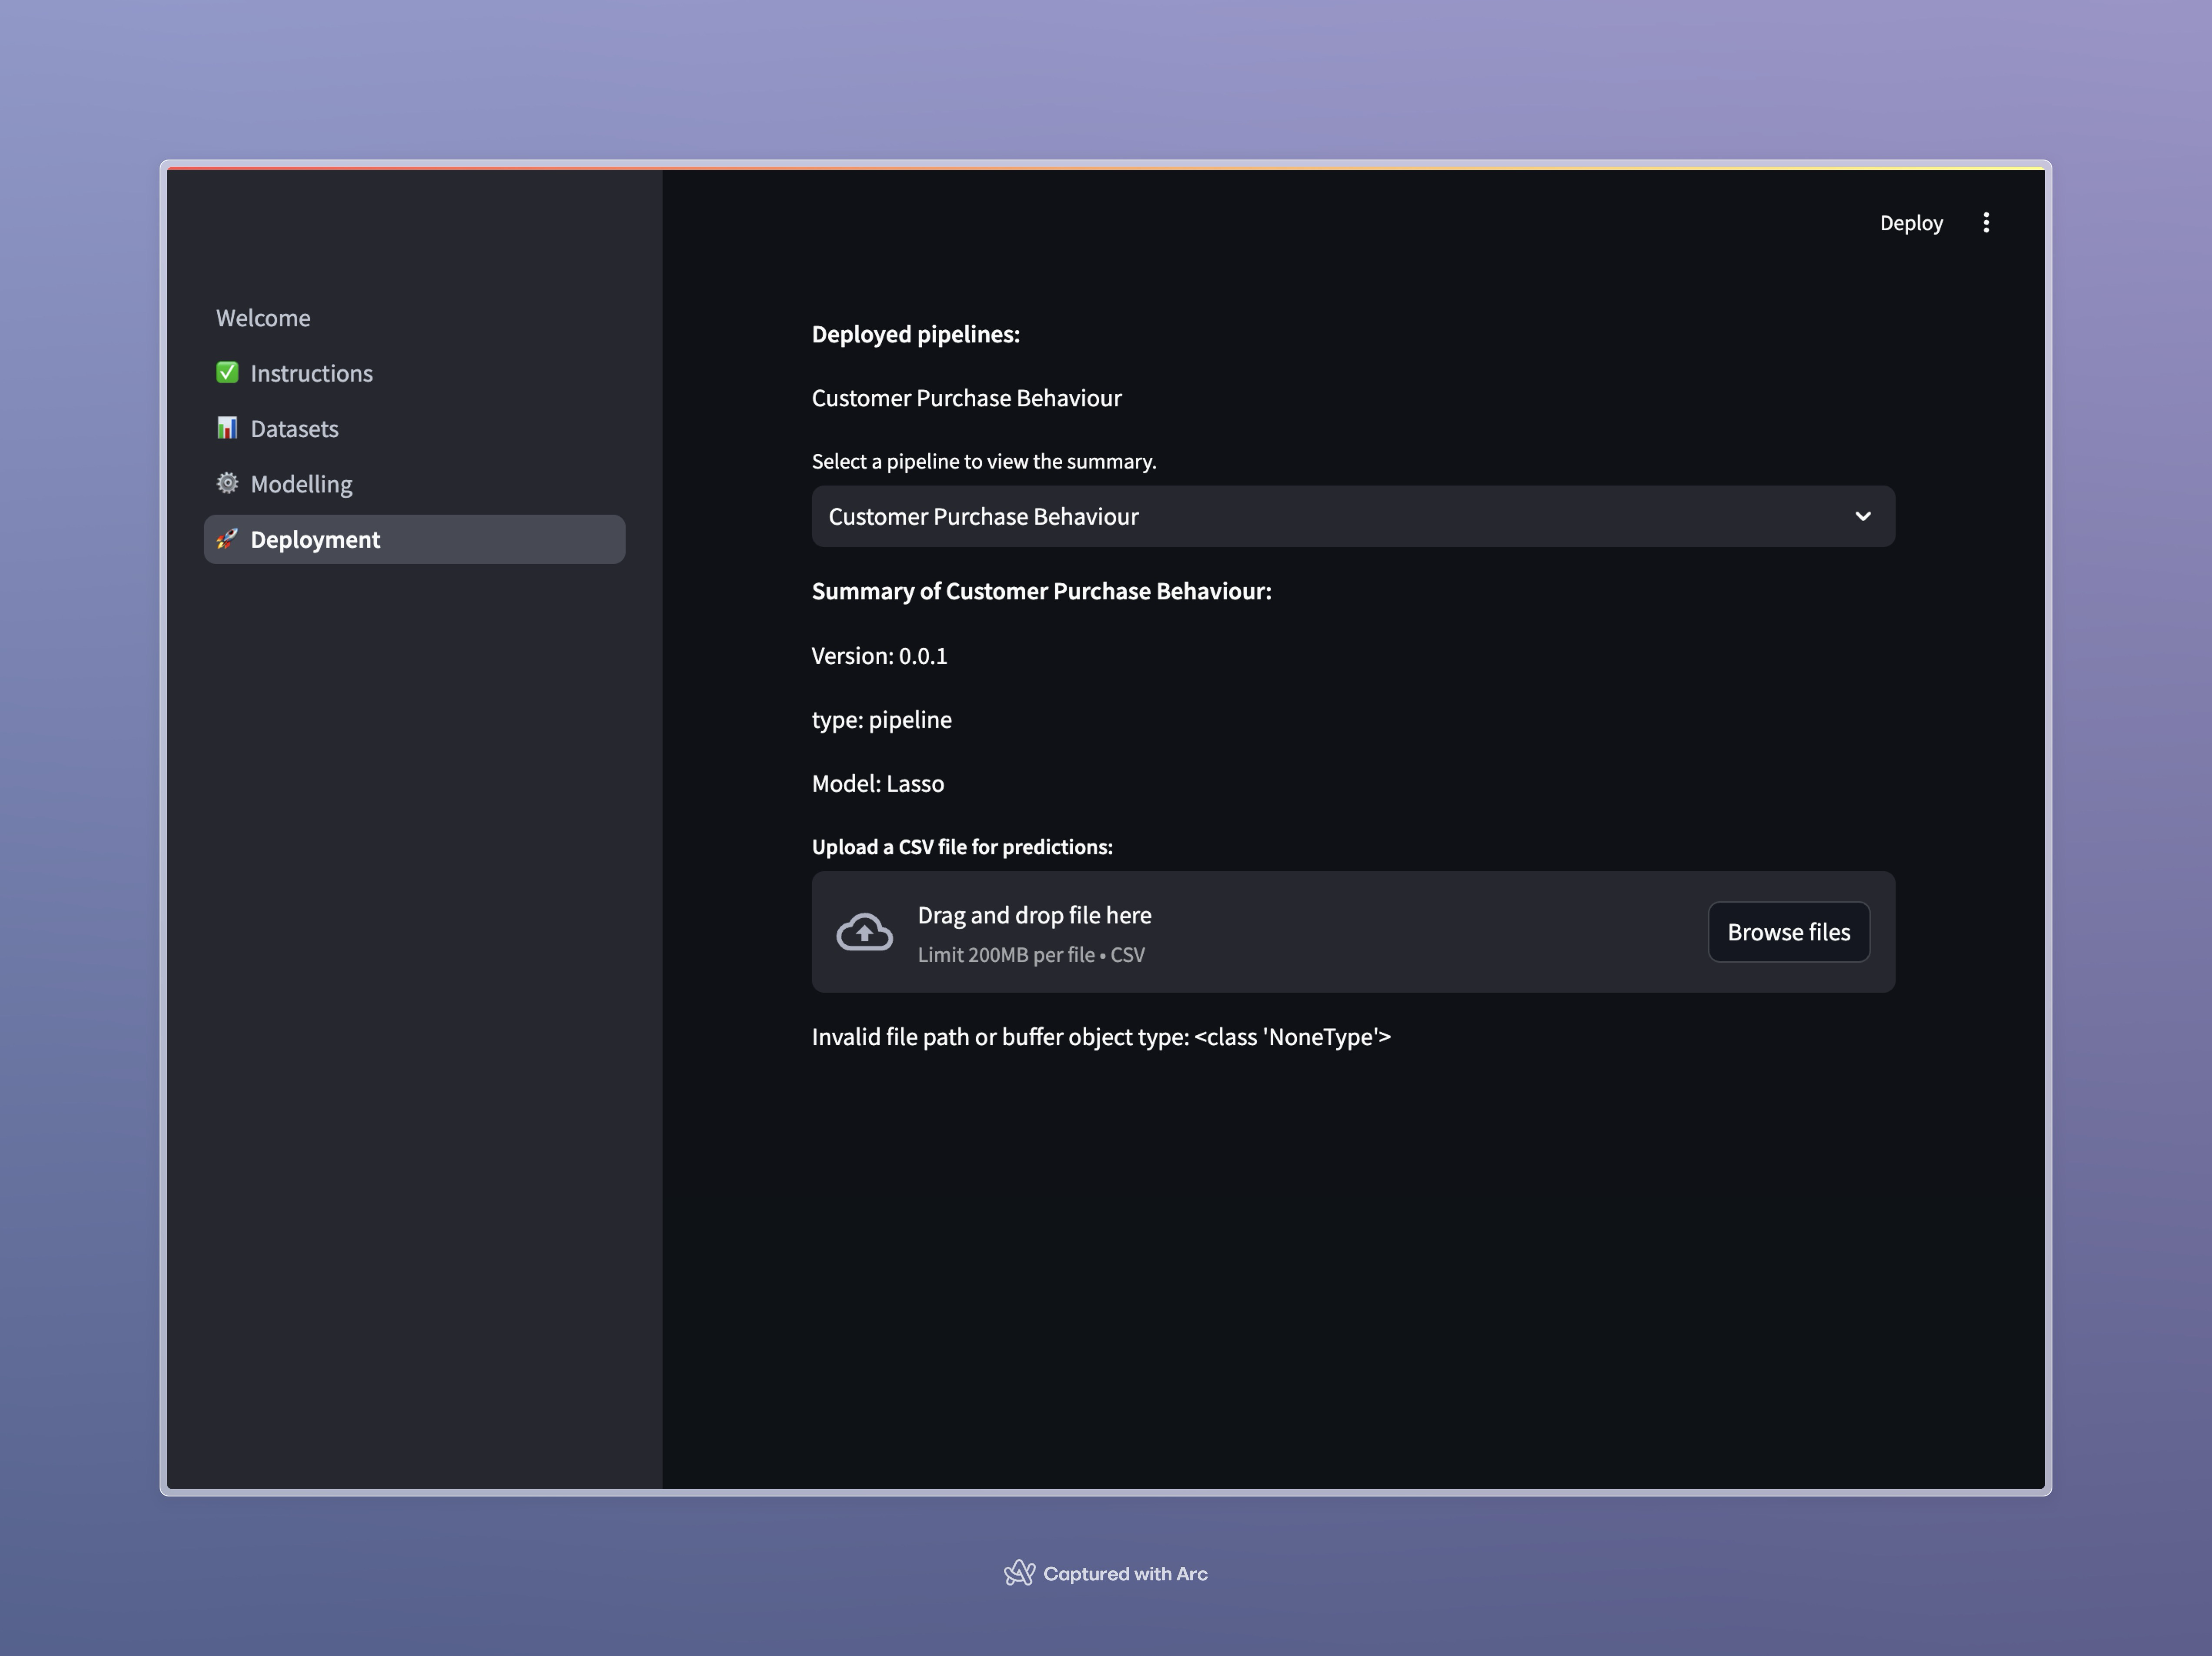 Deploy
Welcome
Instructions
Datasets
Modelling
Deployment
Deployed pipelines:
Customer Purchase Behaviour
Select a pipeline to view the summary.
Customer Purchase Behaviour
Summary of Customer Purchase Behaviour:
Version: 0.0.1
type: pipeline
Model: Lasso
Upload a CSV file for predictions:
Drag and drop file here
Limit 200MB per file • CSV
Browse files
Invalid file path or buffer object type: <class 'NoneType'>
Captured with Arc